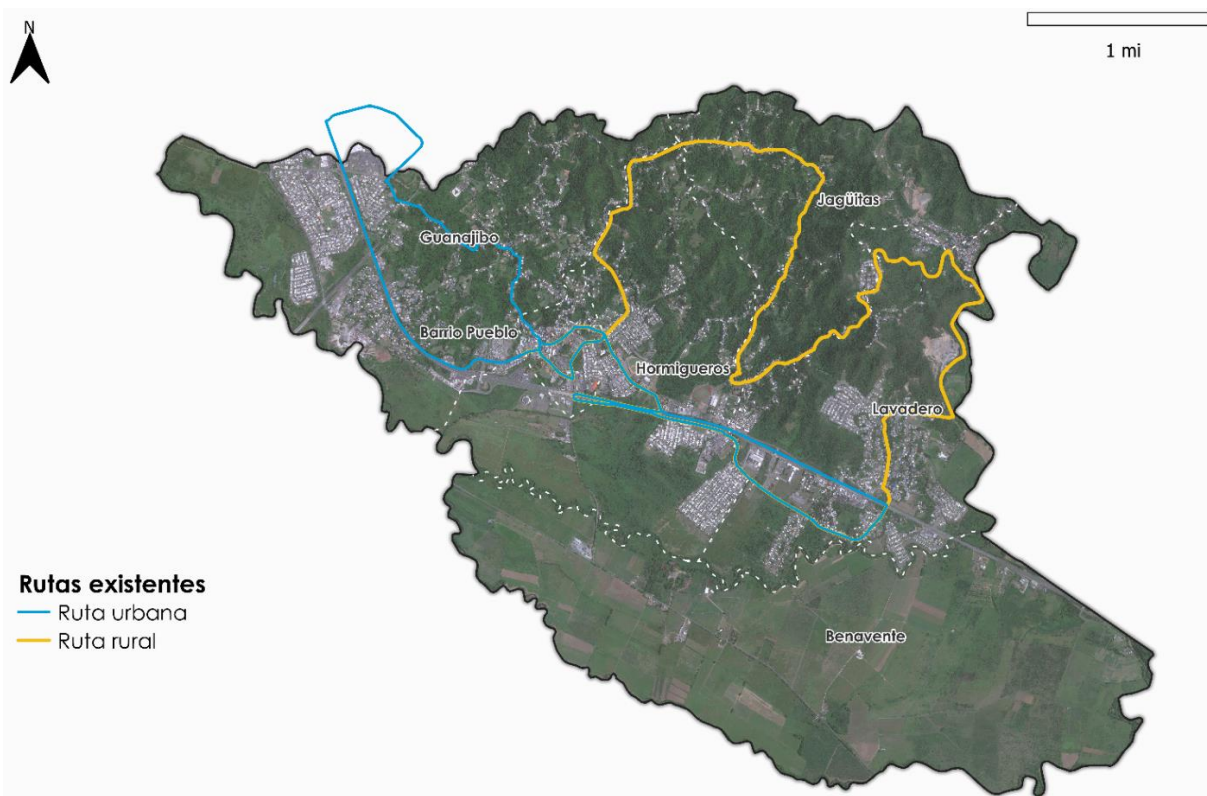 N
1 mi
Jagüitas
Guanajibo
Barrio Pueblo
Hormigueros
Lavadero
Benavente
Rutas existentes
Ruta urbana
Ruta rural